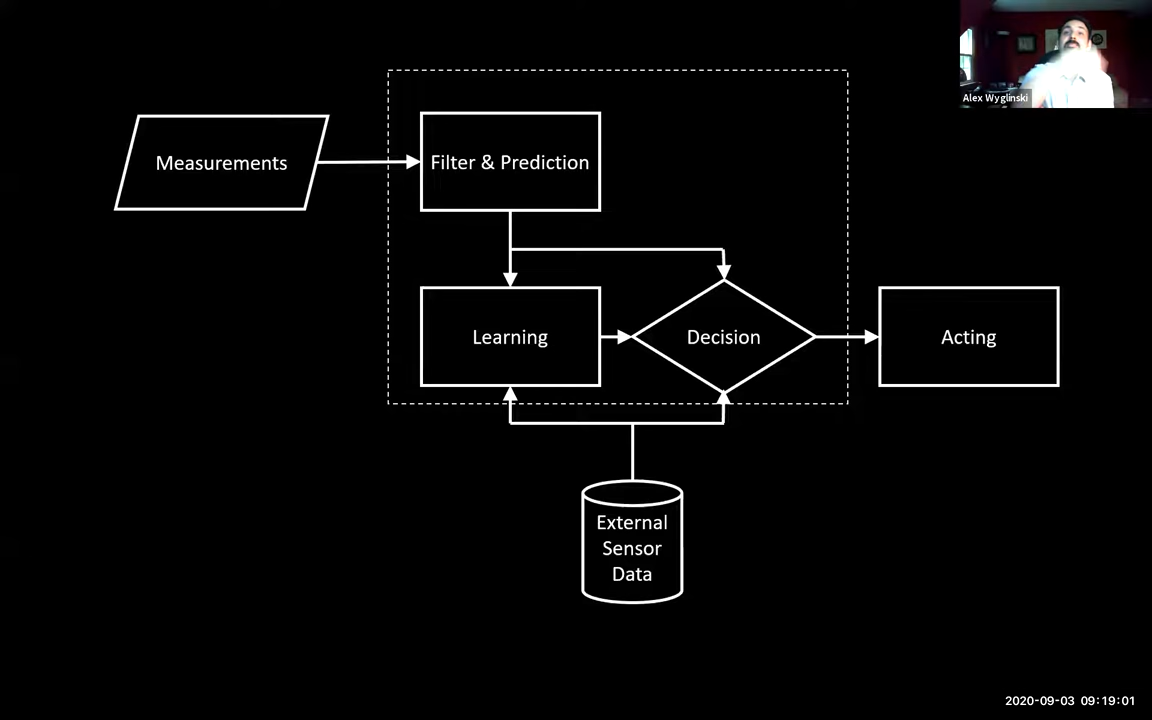 Alex Wyglinski
Measurements
Filter & Prediction
Learning
Decision
Acting
External
Sensor
Data
2020-09-03 09:19:01